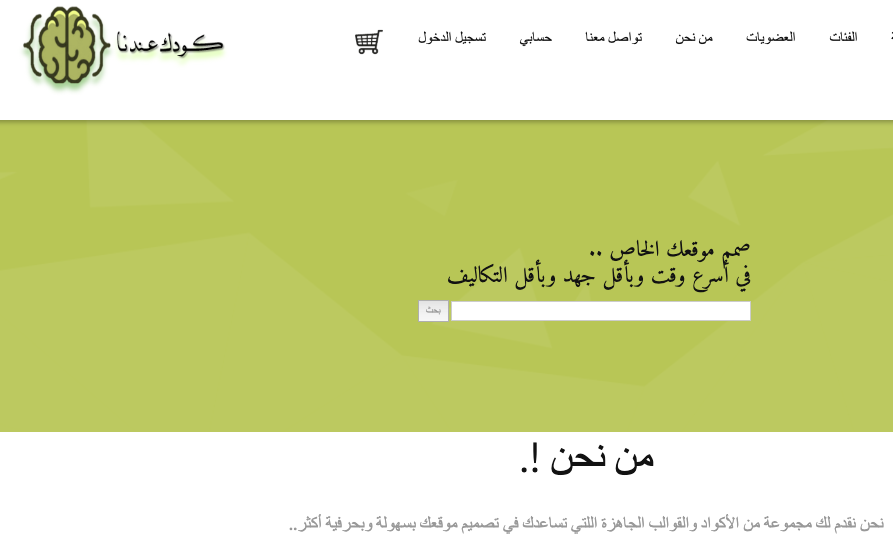 كودك عندنا
الفئات العضويات من نحن تواصل معنا حسابي تسجيل الدخول
صمم موقعك الخاص ..
في أسرع وقت وبأقل جهد وبأقل التكاليف
بحث
من نحن !.
نحن نقدم لك مجموعة من الأكواد والقوالب الجاهزة اللتي تساعدك في تصميم موقعك بسهولة وبحرفية أكثر..